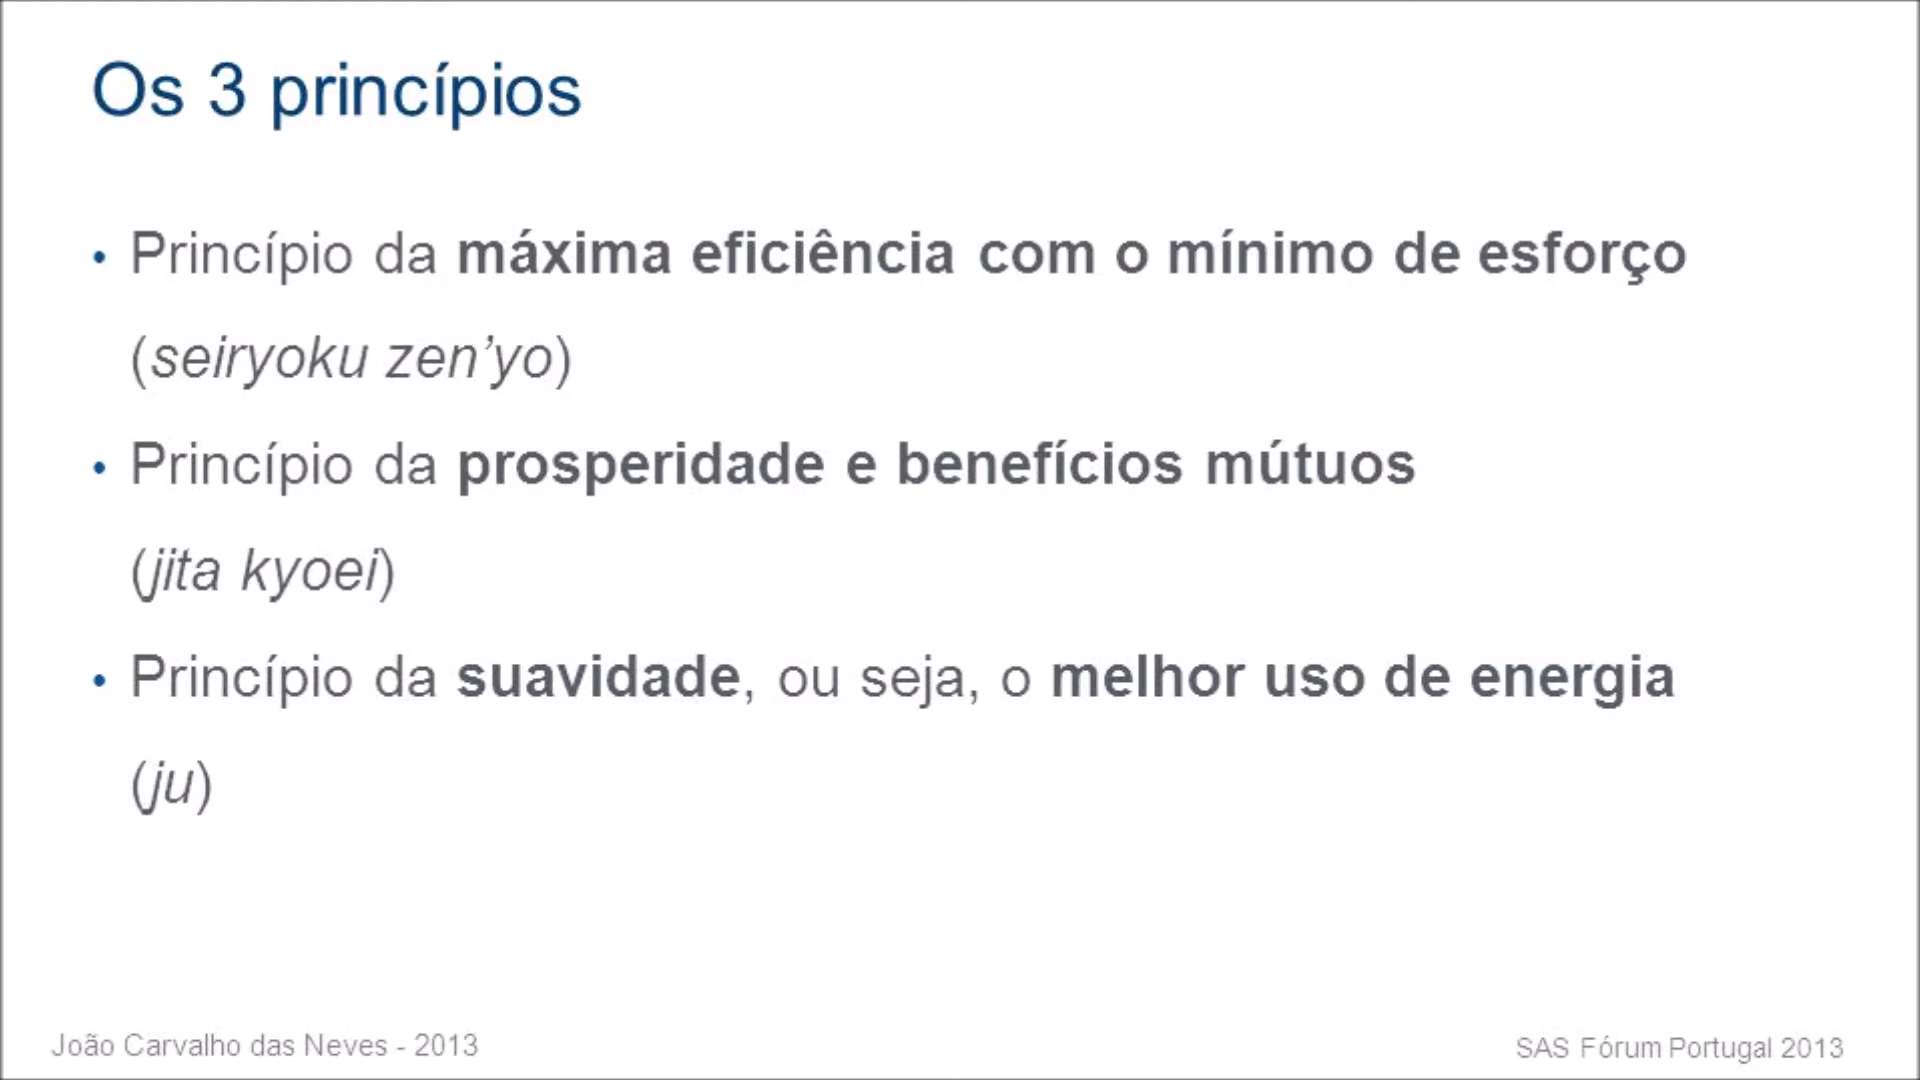 Os 3 princípios
• Princípio da máxima eficiência com o mínimo de esforço
(seiryoku zen’yo)
• Princípio da prosperidade e benefícios mútuos
(jita kyoei)
• Princípio da suavidade, ou seja, o melhor uso de energia
(ju)
João Carvalho das Neves - 2013
SAS Fórum Portugal 2013